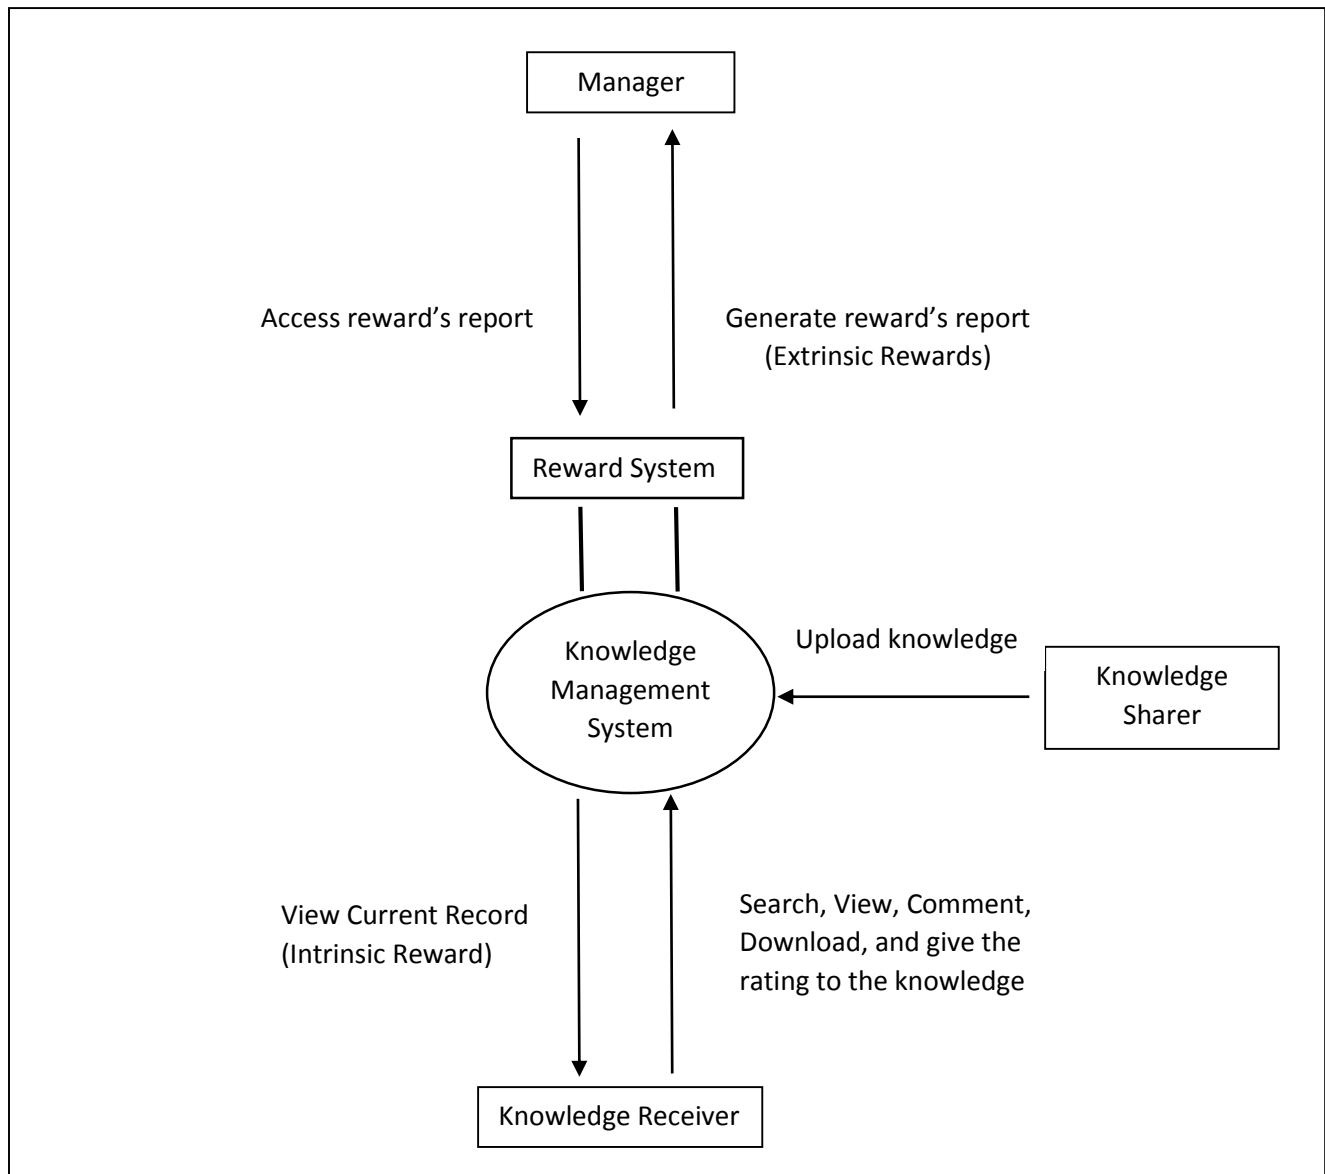 Manager
Access reward’s report
Generate reward’s report
(Extrinsic Rewards)
Reward System
Knowledge
Management
System
Upload knowledge
Knowledge
Sharer
View Current Record
(Intrinsic Reward)
Search, View, Comment,
Download, and give the
rating to the knowledge
Knowledge Receiver